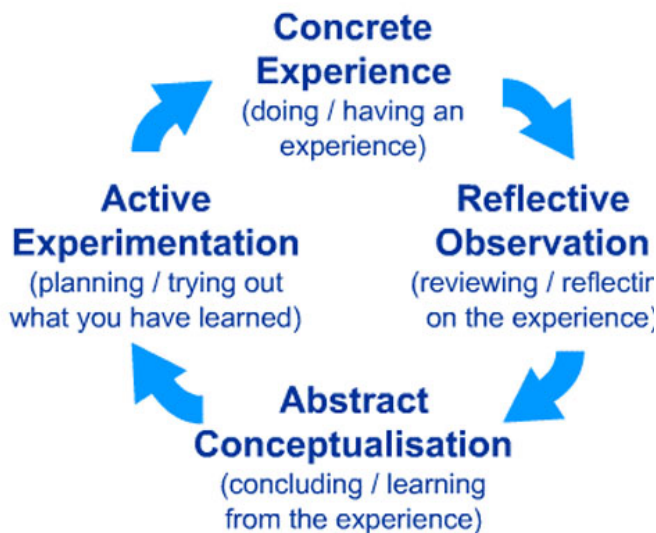 Concrete
Experience
(doing / having an
experience)
Active
Experimentation
(planning / trying out
what you have learned)
Reflective
Observation
(reviewing / reflectin
on the experience)
Abstract
Conceptualisation
(concluding / learning
from the experience)